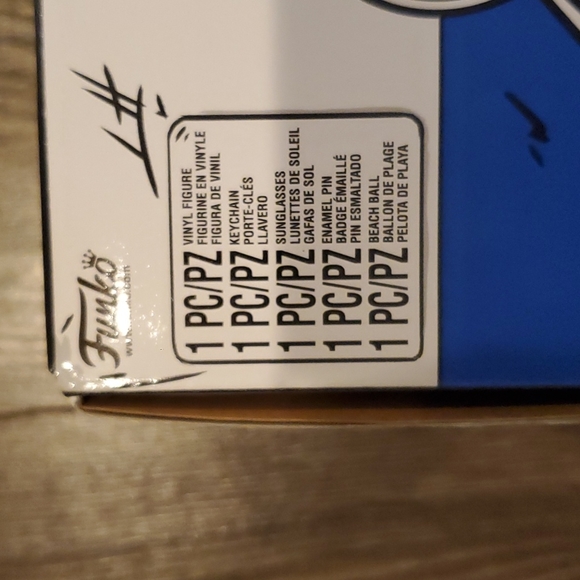 Funko
1 PC/PZ VINYL FIGURE
FIGURINE EN VINYLE
FIGURA DE VINIL
1 PC/PZ KEYCHAIN
PORTE-CLÉS
LLAVERO
1 PC/PZ SUNGLASSES
LUNETTES DE SOLEIL
GAFAS DE SOL
1 PC/PZ ENAMEL PIN
BADGE ÉMAILLÉ
PIN ESMALTADO
1 PC/PZ BEACH BALL
BALLON DE PLAGE
PELOTA DE PLAYA